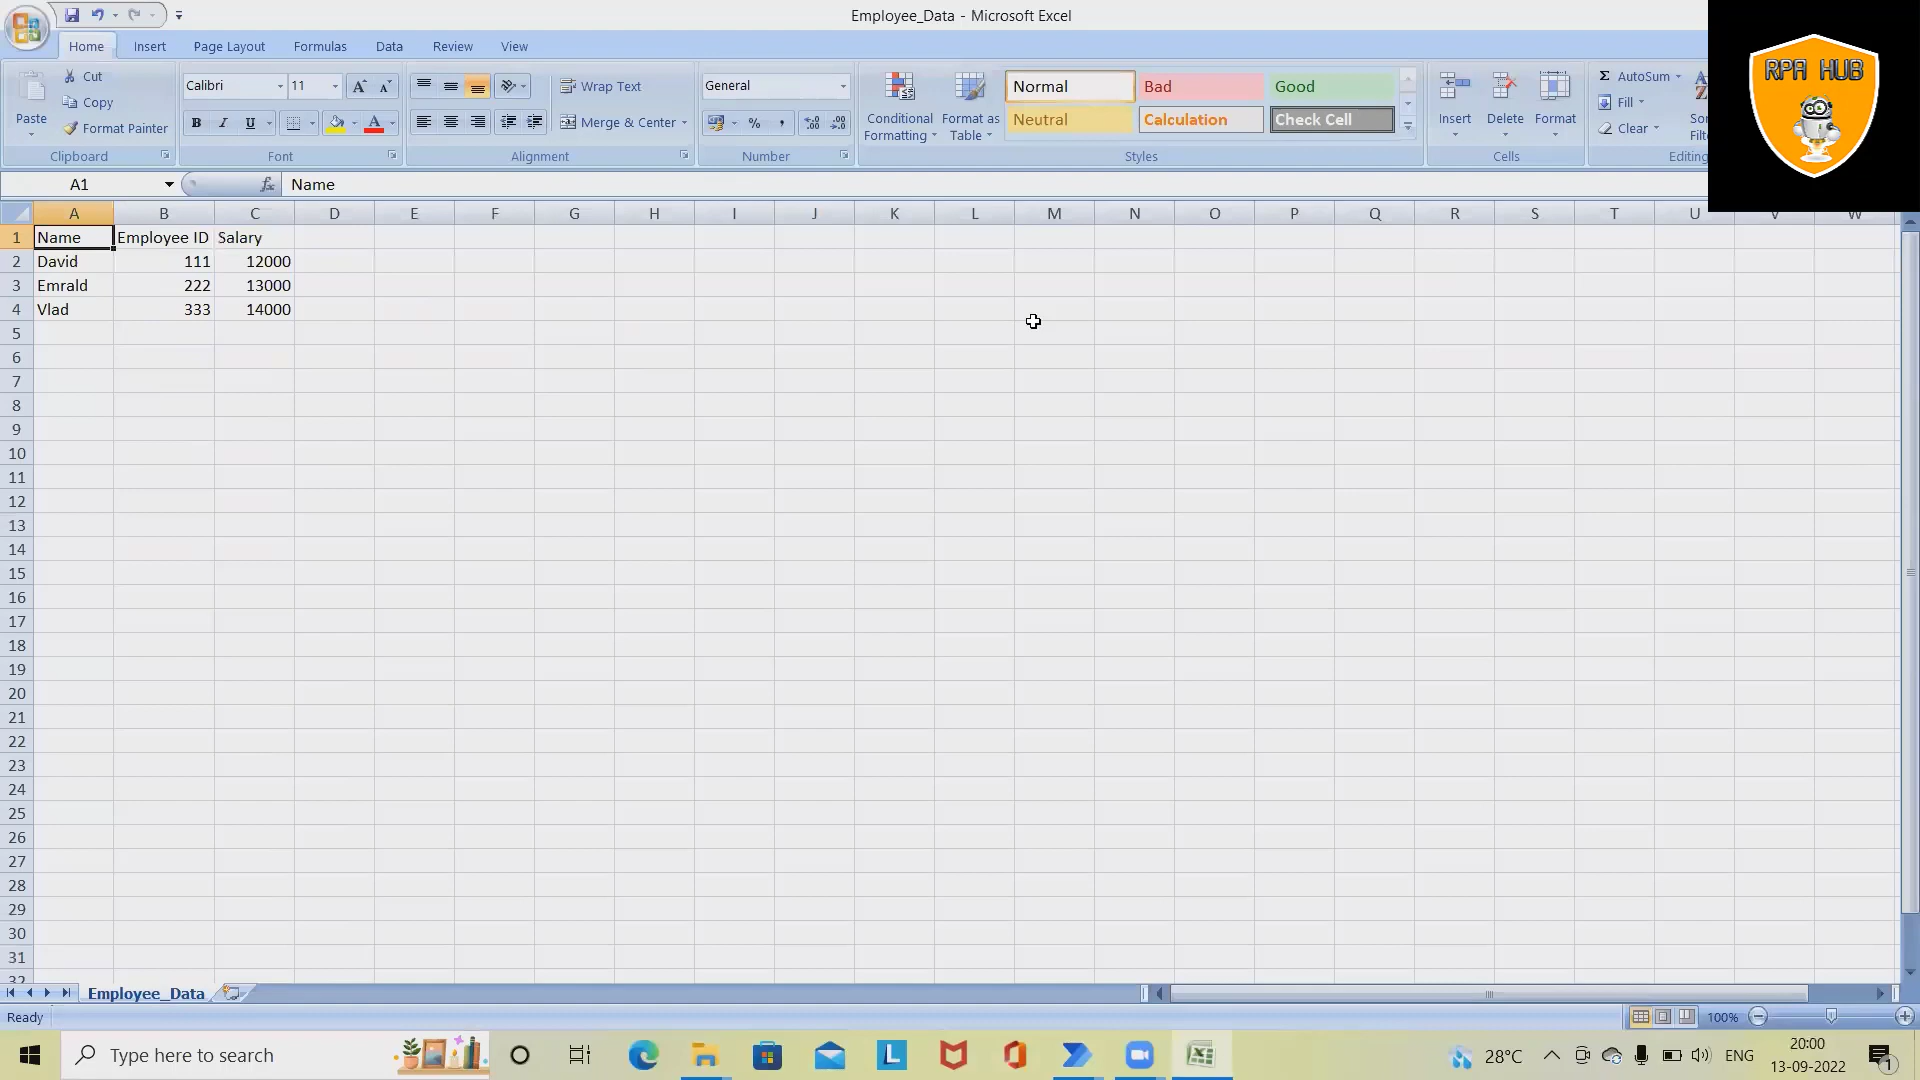 Employee_Data - Microsoft Excel
Home Insert Page Layout Formulas Data Review View
RPA HUB
Paste
Cut
Copy
Format Painter
Clipboard
Calibri 11
B I U
Font
Wrap Text
Merge & Center
Alignment
General
% ,
Number
Conditional Formatting
Format as Table
Normal Bad Good
Neutral Calculation Check Cell
Styles
Insert Delete Format
Cells
Σ AutoSum
Fill
Clear
Editing
A1 fx Name
A B C D E F G H I J K L M N O P Q R S T U V W
1 Name Employee ID Salary
2 David 111 12000
3 Emrald 222 13000
4 Vlad 333 14000
5
6
7
8
9
10
11
12
13
14
15
16
17
18
19
20
21
22
23
24
25
26
27
28
29
30
31
32
Employee_Data
Ready 100%
Type here to search
28°C ENG
20:00
13-09-2022
1